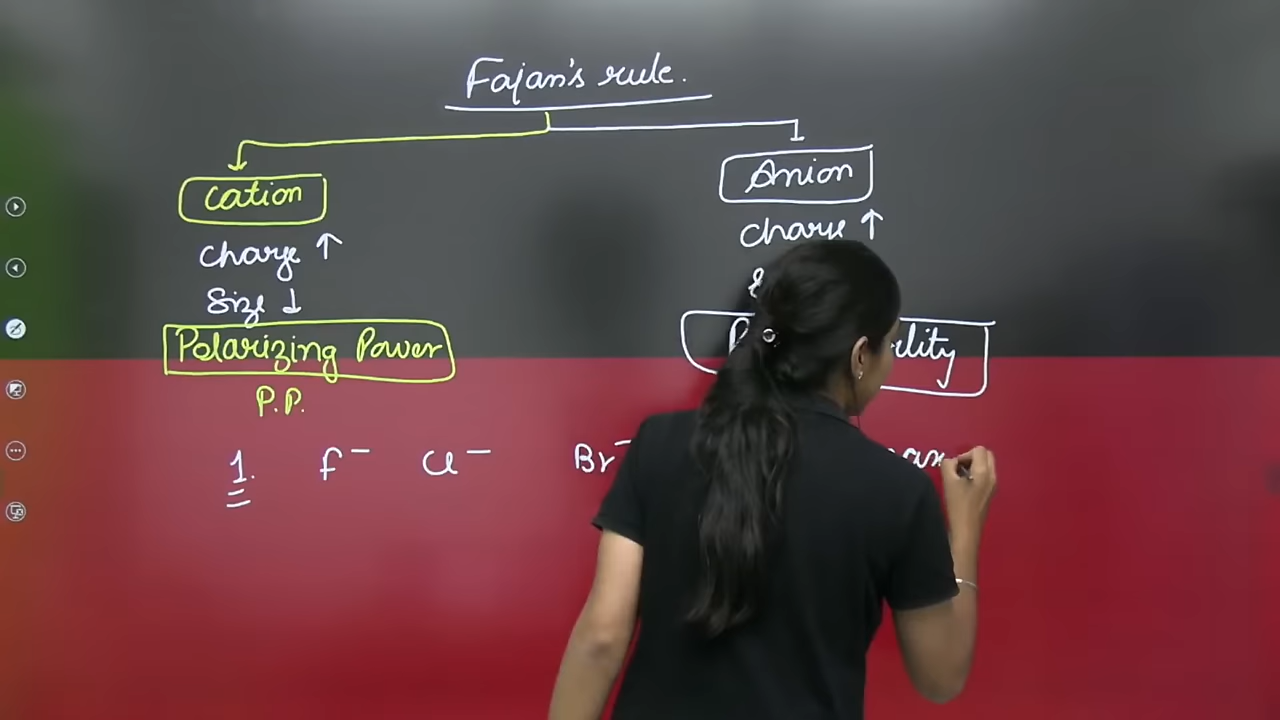 Fajan's rule.
Cation
Anion
Charge ↑
Charge ↑
Size ↓
Polarizing Power
P.P.
1. F⁻ Cl⁻ Br⁻